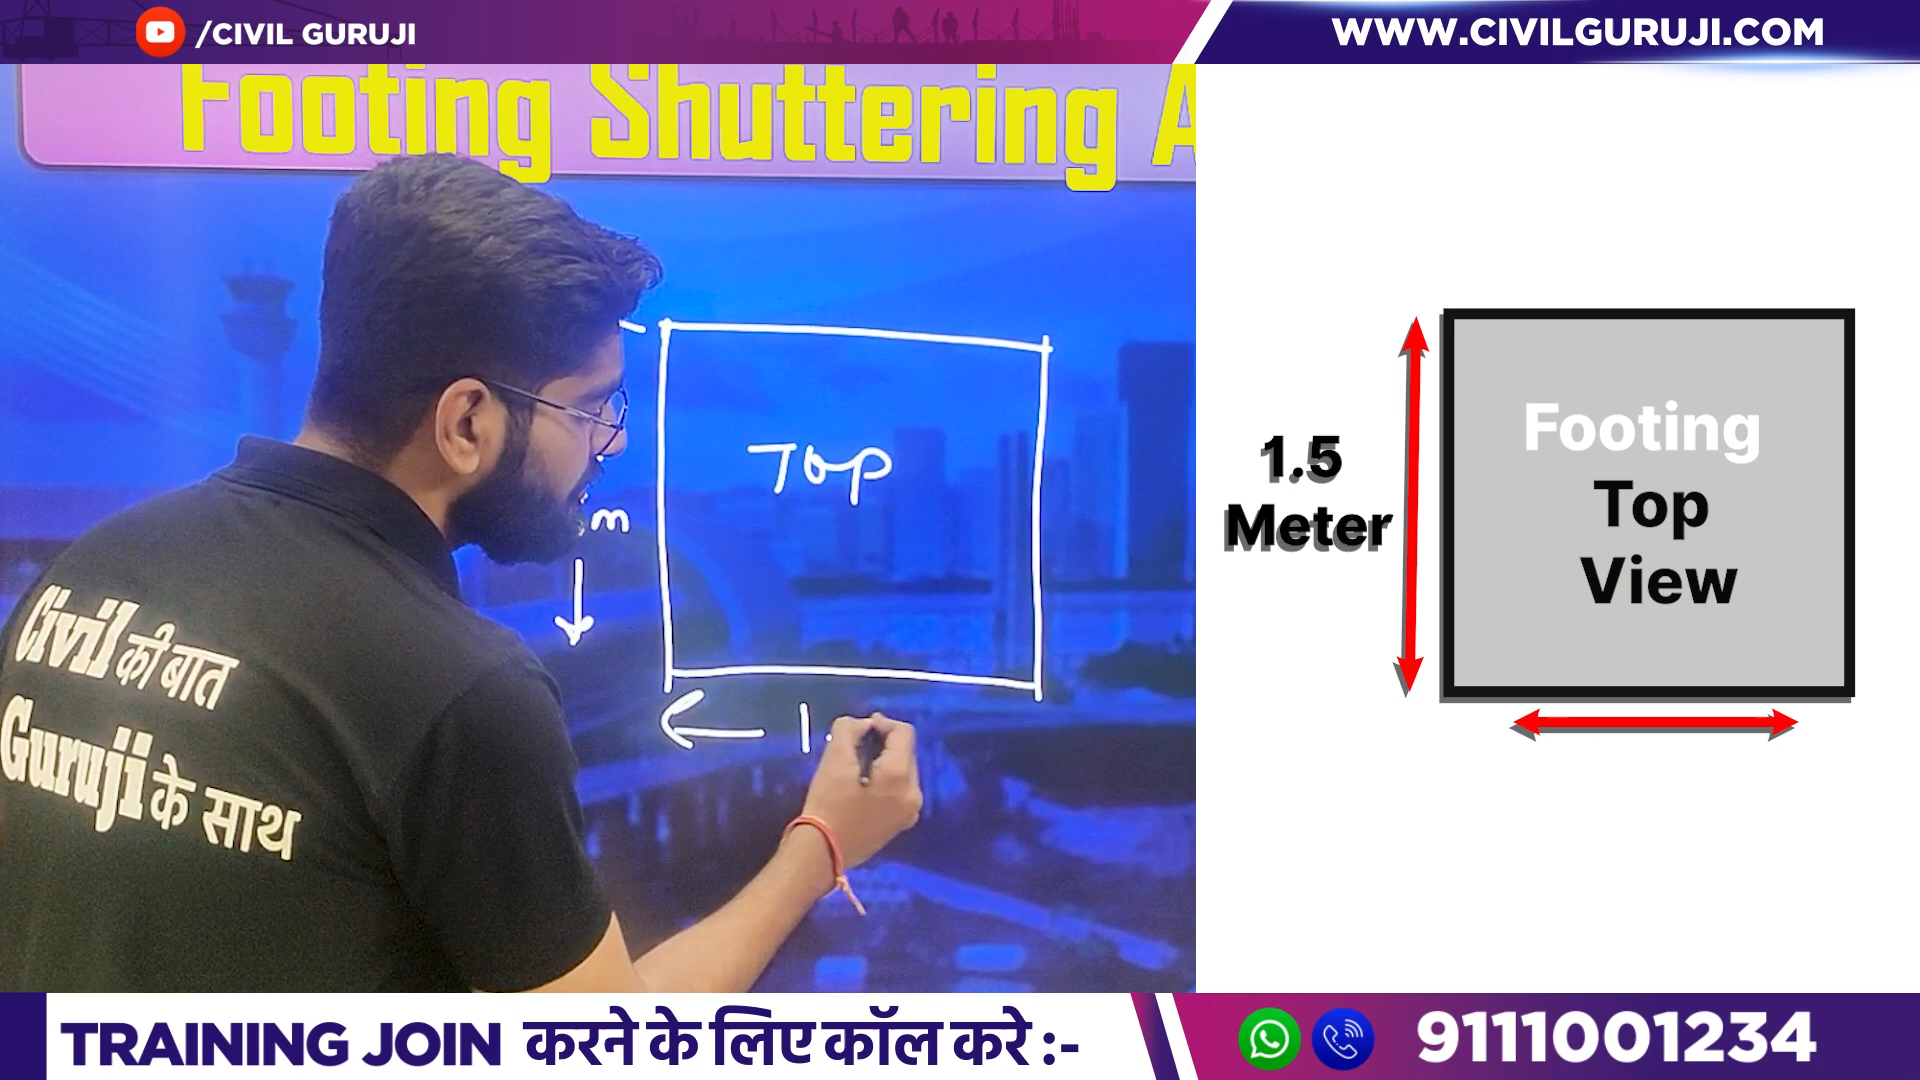 /CIVIL GURUJI
WWW.CIVILGURUJI.COM
Footing Shuttering A
Top
m
1.
Civil की बात
Guruji के साथ
1.5
Meter
Footing
Top
View
TRAINING JOIN करने के लिए कॉल करे :-
9111001234